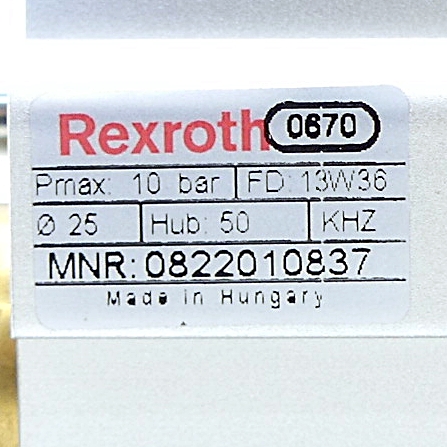 Rexroth 0670
Pmax: 10 bar FD: 13W36
Ø 25 Hub: 50 KHZ
MNR: 0822010837
Made in Hungary